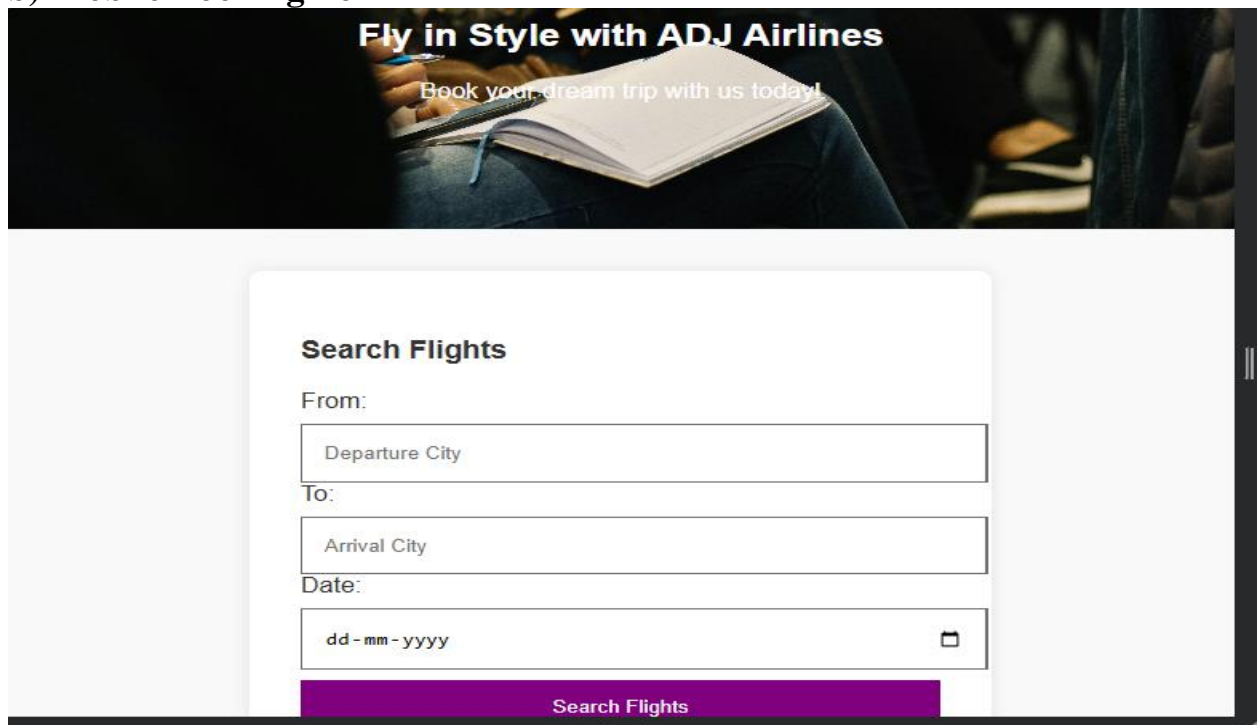 Fly in Style with ADJ Airlines
Book your dream trip with us today!
Search Flights
From:
Departure City
To:
Arrival City
Date:
dd-mm-yyyy
Search Flights